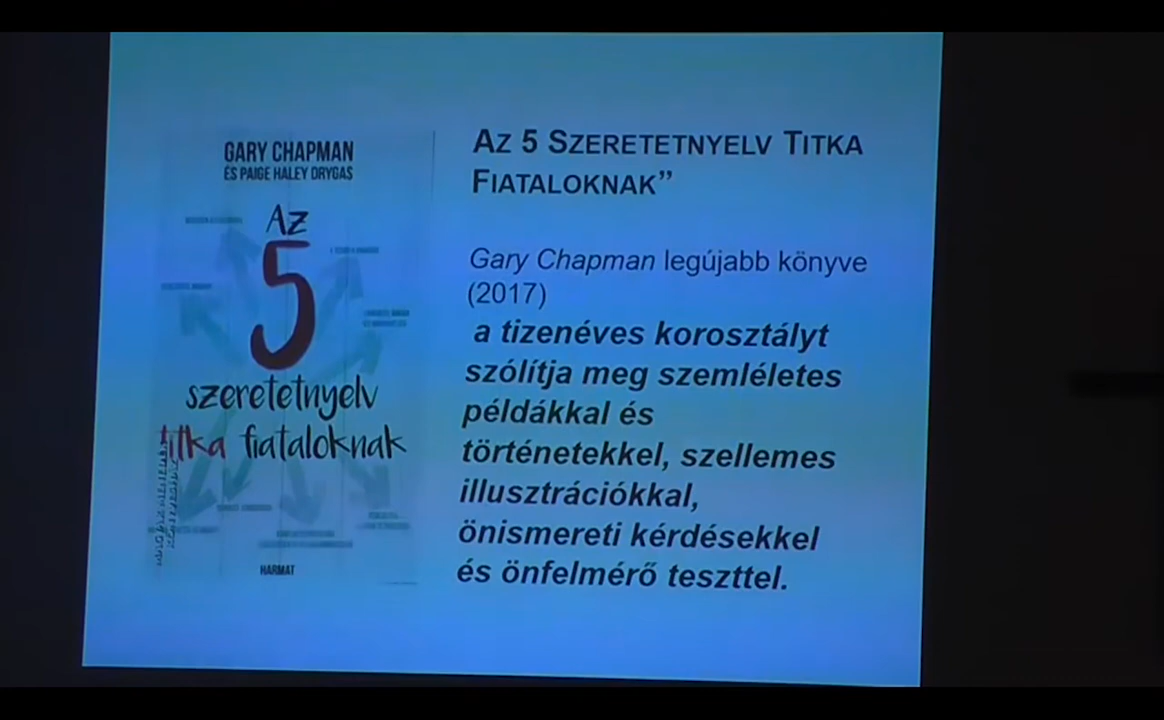 GARY CHAPMAN
ÉS PAIGE HALEY DRYGAS
Az
5
szeretetnyelv
titka fiataloknak
HARMAT
Az 5 Szeretetnyelv Titka
Fiataloknak”
Gary Chapman legújabb könyve
(2017)
a tizenéves korosztályt
szólítja meg szemléletes
példákkal és
történetekkel, szellemes
illusztrációkkal,
önismereti kérdésekkel
és önfelmérő teszttel.